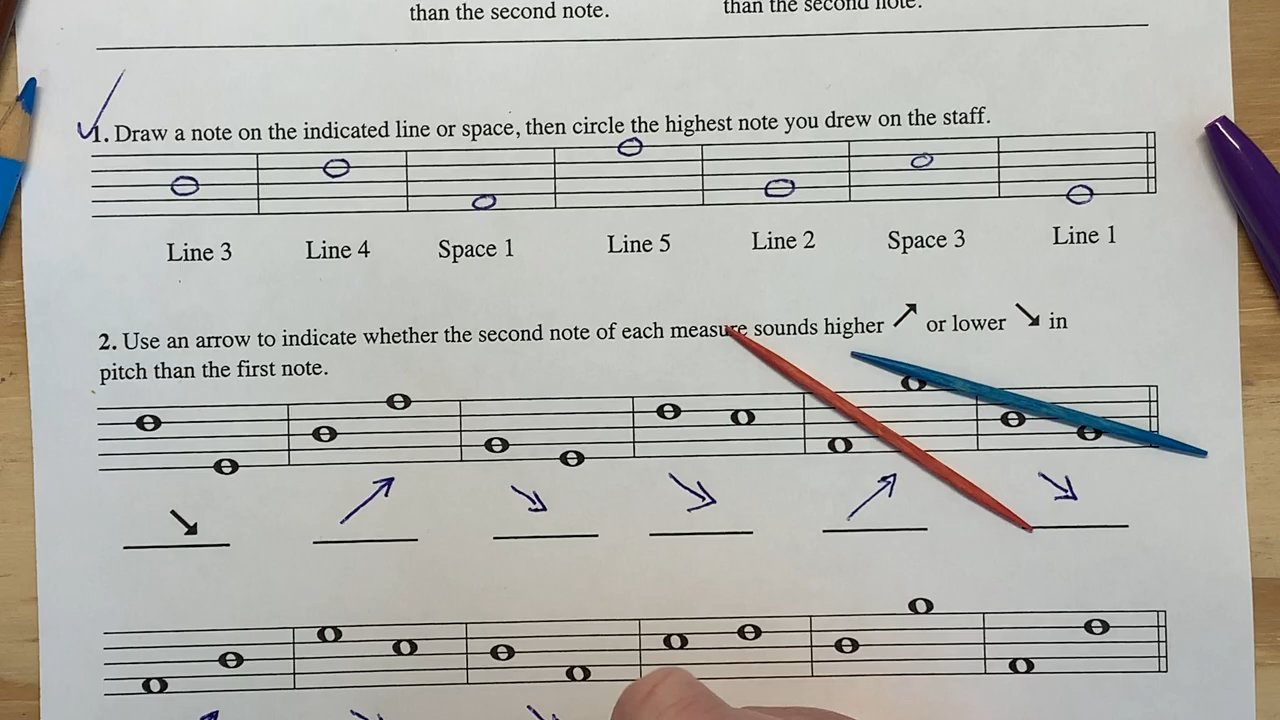 than the second note. than the second note.
1. Draw a note on the indicated line or space, then circle the highest note you drew on the staff.
Line 3 Line 4 Space 1 Line 5 Line 2 Space 3 Line 1
2. Use an arrow to indicate whether the second note of each measure sounds higher ↗ or lower ↘ in
pitch than the first note.